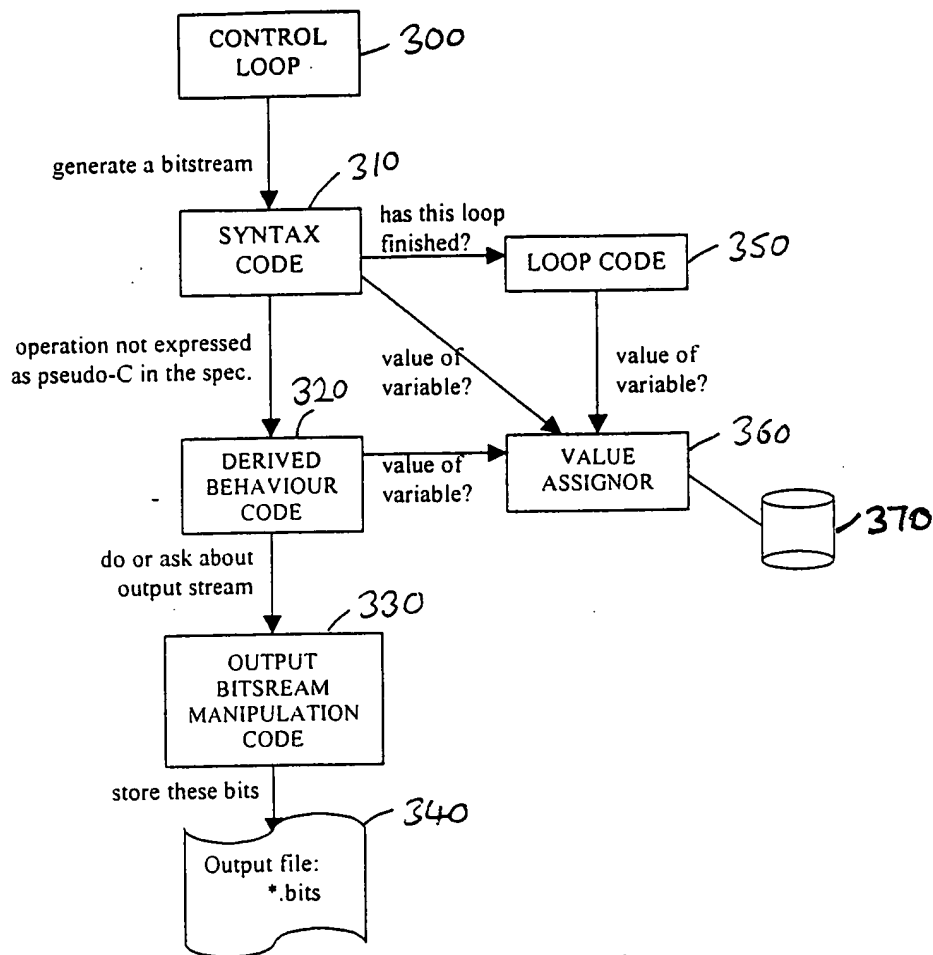 CONTROL
LOOP
300
generate a bitstream
310
SYNTAX
CODE
has this loop
finished?
LOOP CODE
350
operation not expressed
as pseudo-C in the spec.
value of
variable?
value of
variable?
320
DERIVED
BEHAVIOUR
CODE
value of
variable?
VALUE
ASSIGNOR
360
370
do or ask about
output stream
330
OUTPUT
BITSREAM
MANIPULATION
CODE
store these bits
340
Output file:
*.bits